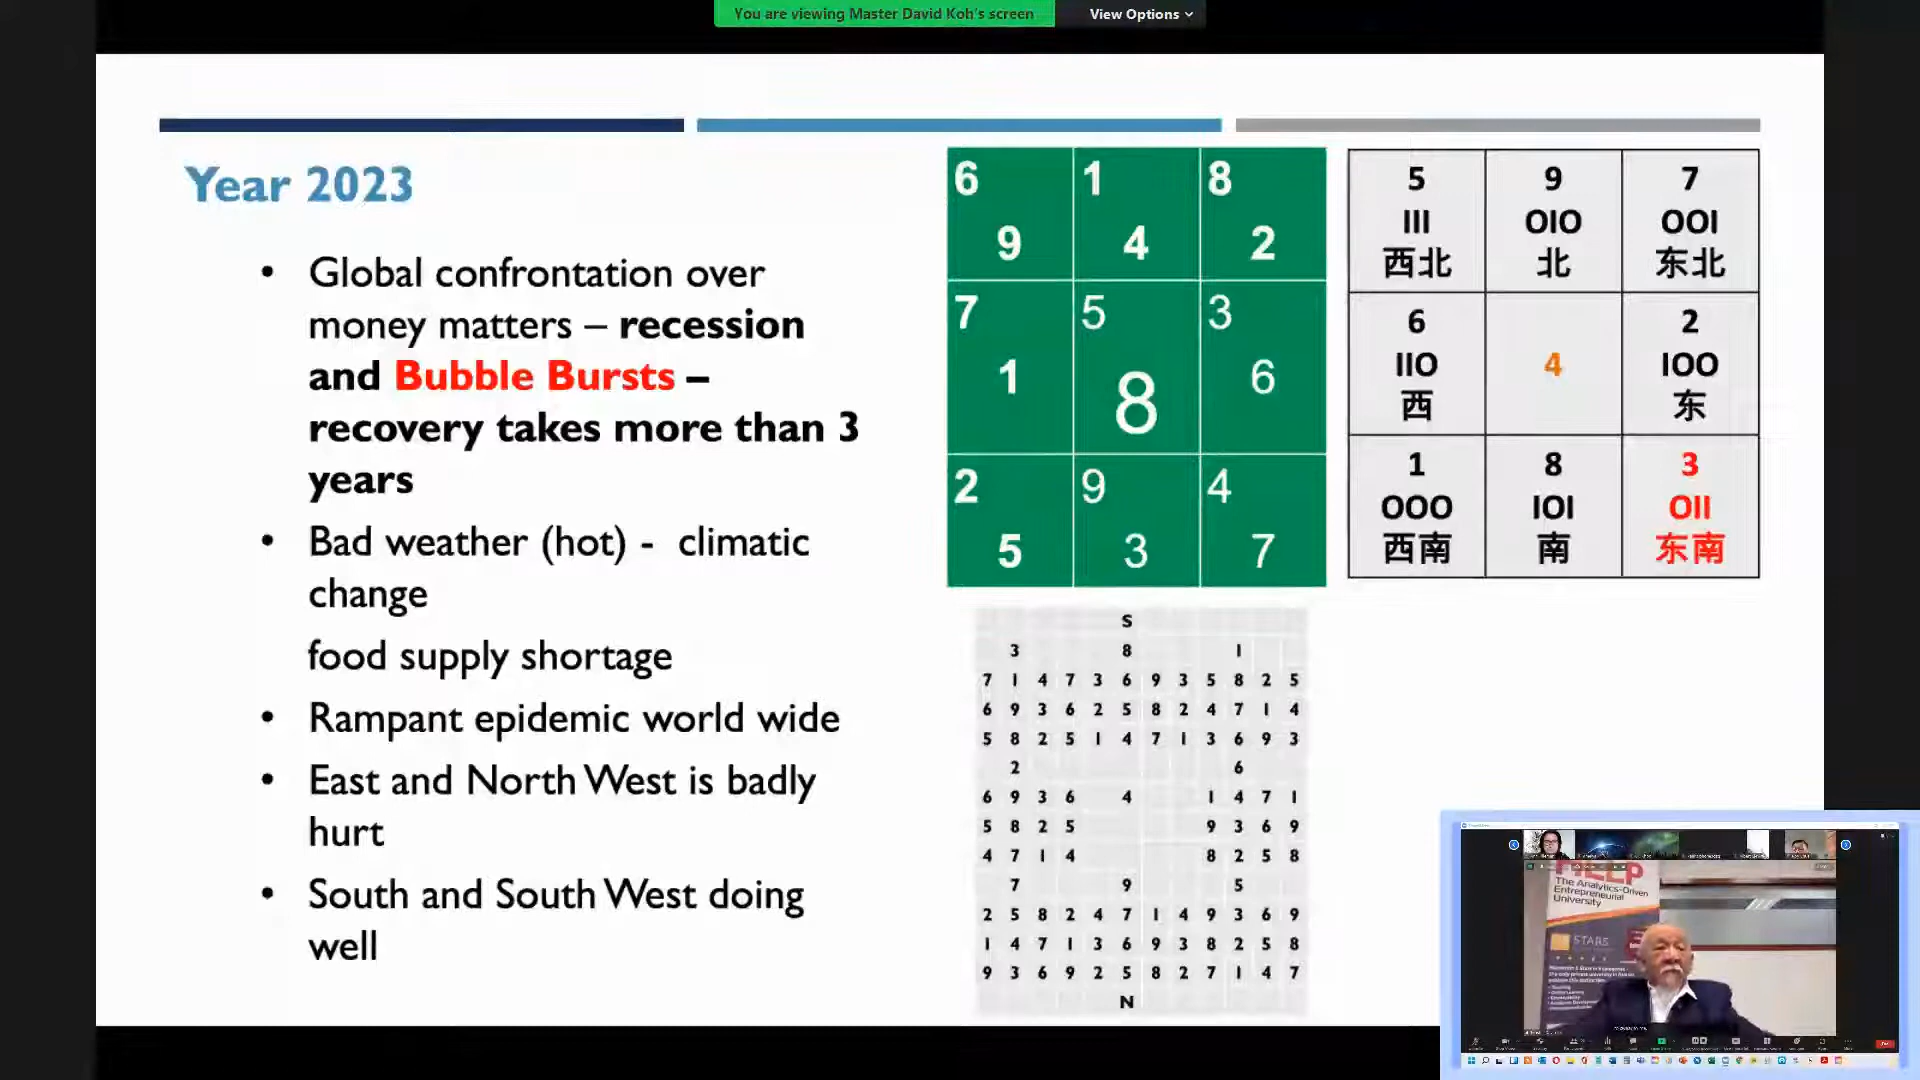 You are viewing Master David Koh's screen
View Options
Year 2023
• Global confrontation over
money matters – recession
and Bubble Bursts –
recovery takes more than 3
years
• Bad weather (hot) - climatic
change
food supply shortage
• Rampant epidemic world wide
• East and North West is badly
hurt
• South and South West doing
well
6 1 8
9 4 2
7 5 3
1 8 6
2 9 4
5 3 7
5 9 7
III OIO OOI
西北 北 东北
6 2
IIO 4 IOO
西 东
1 8 3
OOO IOI OII
西南 南 东南
S
3 8 1
7 1 4 7 3 6 9 3 5 8 2 5
6 9 3 6 2 5 8 2 4 7 1 4
5 8 2 5 1 4 7 1 3 6 9 3
2 6
6 9 3 6 4 1 4 7 1
5 8 2 5 9 3 6 9
4 7 1 4 8 2 5 8
7 9 5
2 5 8 2 4 7 1 4 9 3 6 9
1 4 7 1 3 6 9 3 8 2 5 8
9 3 6 9 2 5 8 2 7 1 4 7
N
HELP
The Analytics-Driven
Entrepreneurial
University
STARS